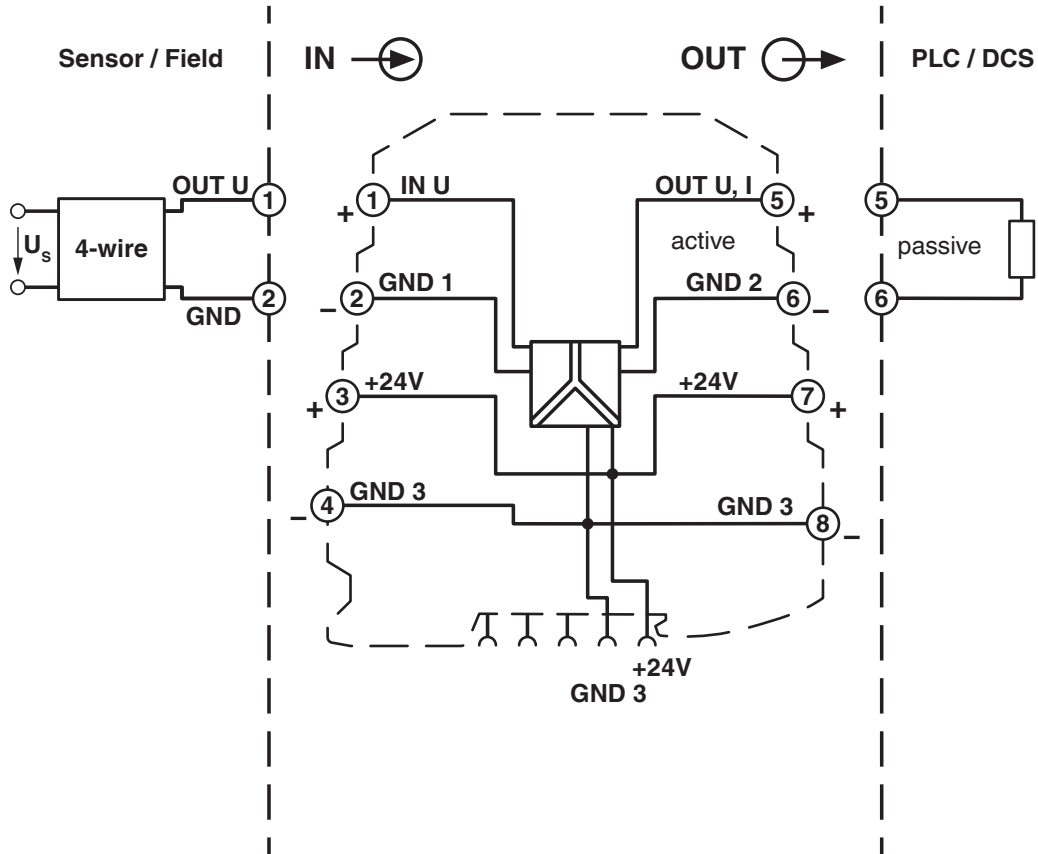 Sensor / Field IN OUT PLC / DCS
OUT U 1 1 IN U OUT U, I 5 5
+ +
Us 4-wire active passive
GND 2 – 2 GND 1 GND 2 6 – 6
+ 3 +24V +24V 7 +
– 4 GND 3 GND 3 8 –
+24V
GND 3